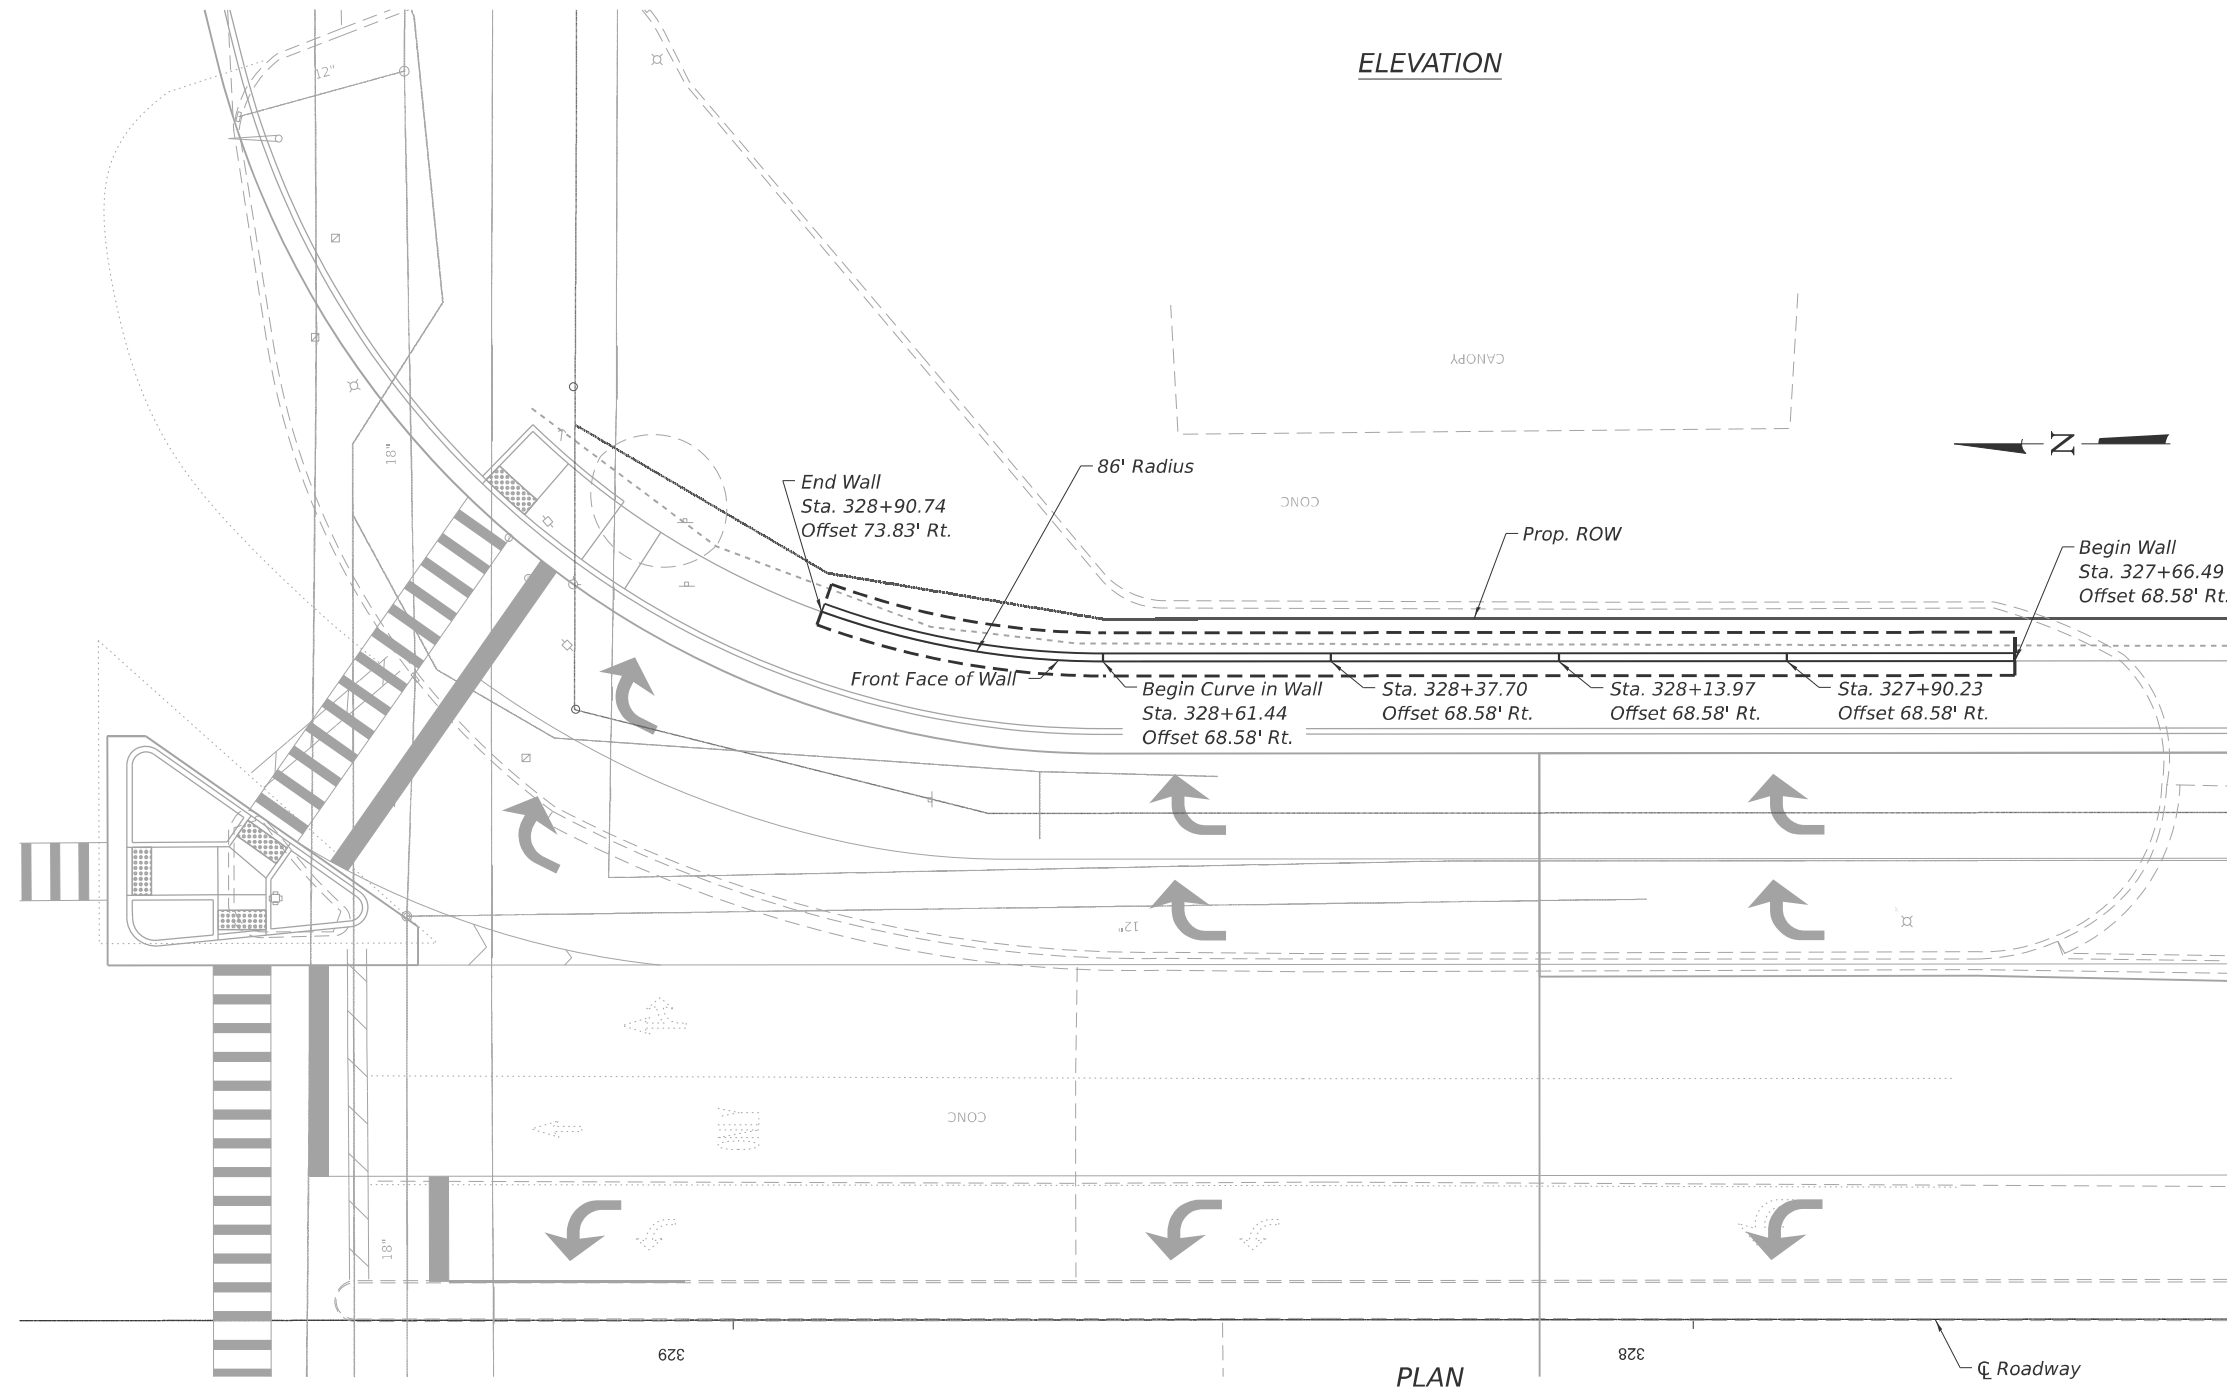 ELEVATION
12"
CANOPY
N
18"
86' Radius
End Wall
Sta. 328+90.74
Offset 73.83' Rt.
CONC
Prop. ROW
Begin Wall
Sta. 327+66.49
Offset 68.58' Rt.
Front Face of Wall
Begin Curve in Wall
Sta. 328+61.44
Offset 68.58' Rt.
Sta. 328+37.70
Offset 68.58' Rt.
Sta. 328+13.97
Offset 68.58' Rt.
Sta. 327+90.23
Offset 68.58' Rt.
12"
CONC
18"
329
328
PLAN
℄ Roadway